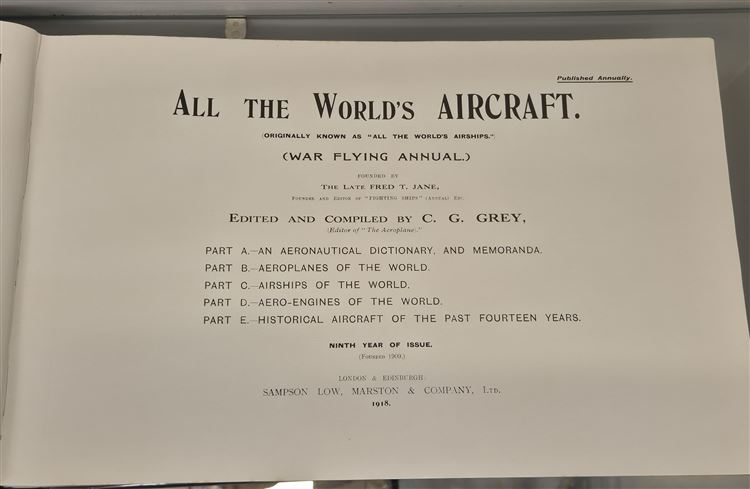 Published Annually.
ALL THE WORLD'S AIRCRAFT.
(ORIGINALLY KNOWN AS "ALL THE WORLD'S AIRSHIPS.")
(WAR FLYING ANNUAL.)
FOUNDED BY
THE LATE FRED T. JANE,
FOUNDER AND EDITOR OF "FIGHTING SHIPS" (ANNUAL) ETC.
EDITED AND COMPILED BY C. G. GREY,
(Editor of "The Aeroplane)."
PART A.—AN AERONAUTICAL DICTIONARY, AND MEMORANDA.
PART B.—AEROPLANES OF THE WORLD.
PART C.—AIRSHIPS OF THE WORLD.
PART D.—AERO-ENGINES OF THE WORLD.
PART E.—HISTORICAL AIRCRAFT OF THE PAST FOURTEEN YEARS.
NINTH YEAR OF ISSUE.
(FOUNDED 1909.)
LONDON & EDINBURGH:
SAMPSON LOW, MARSTON & COMPANY, LTD.
1918.